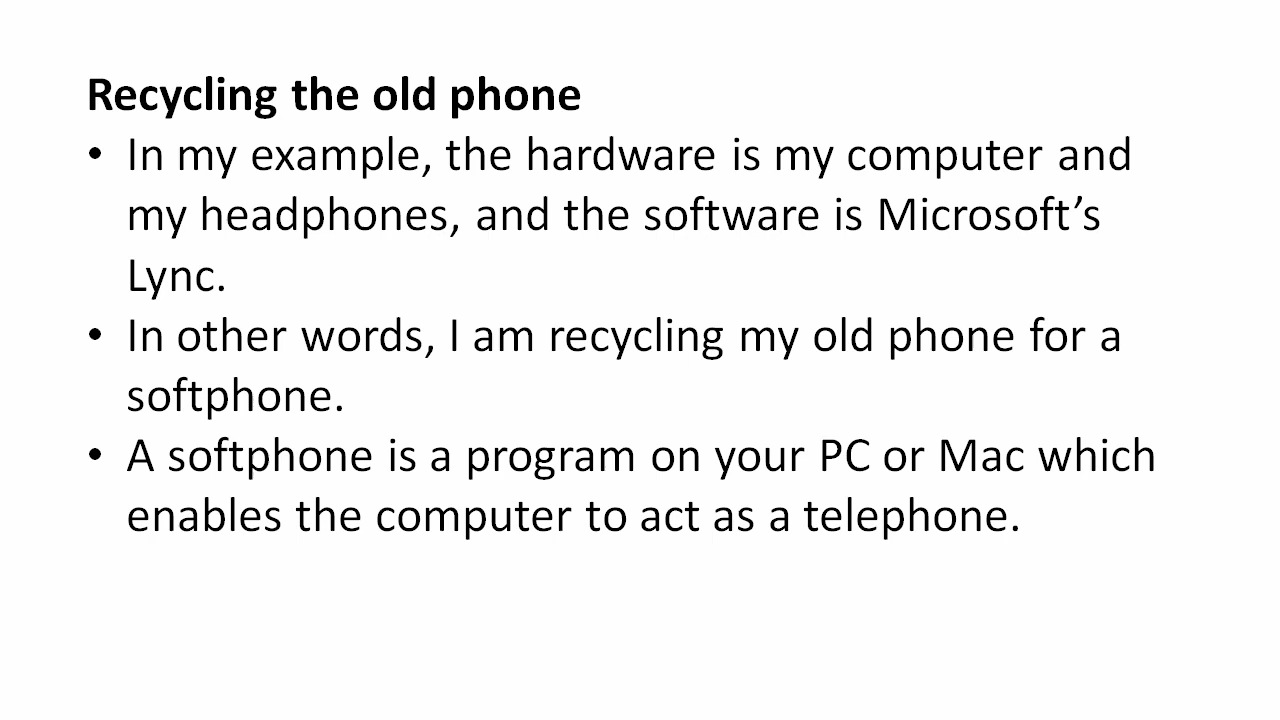 Recycling the old phone
• In my example, the hardware is my computer and
my headphones, and the software is Microsoft’s
Lync.
• In other words, I am recycling my old phone for a
softphone.
• A softphone is a program on your PC or Mac which
enables the computer to act as a telephone.